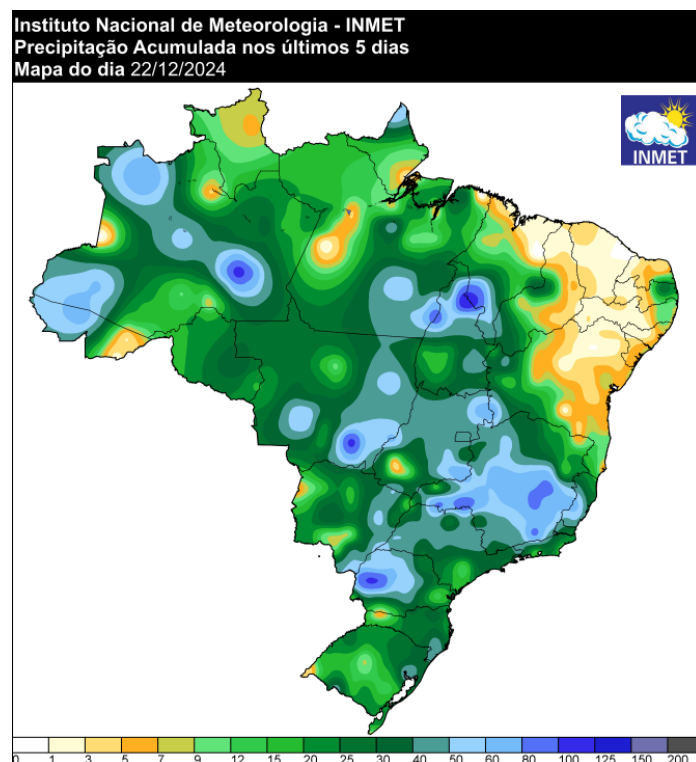 Instituto Nacional de Meteorologia - INMET
Precipitação Acumulada nos últimos 5 dias
Mapa do dia 22/12/2024
INMET
0 1 3 5 7 9 12 15 20 25 30 40 50 60 80 100 125 150 200